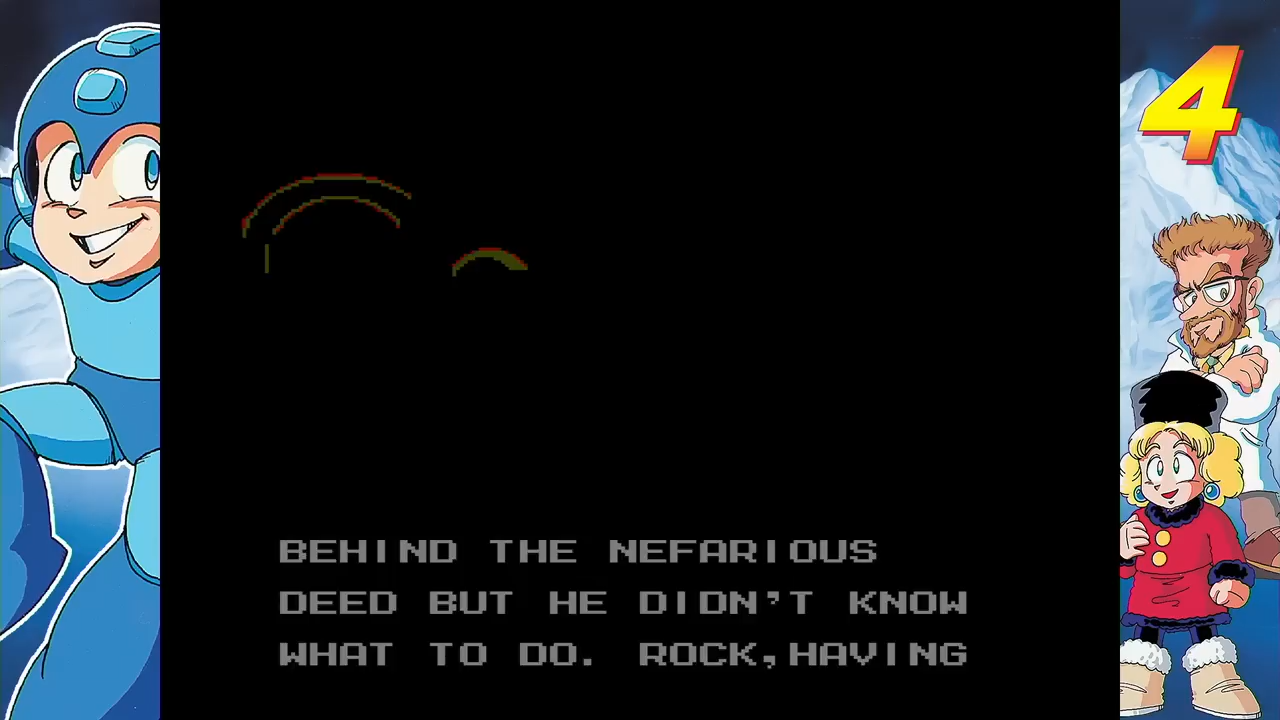 4
BEHIND THE NEFARIOUS
DEED BUT HE DIDN'T KNOW
WHAT TO DO. ROCK,HAVING